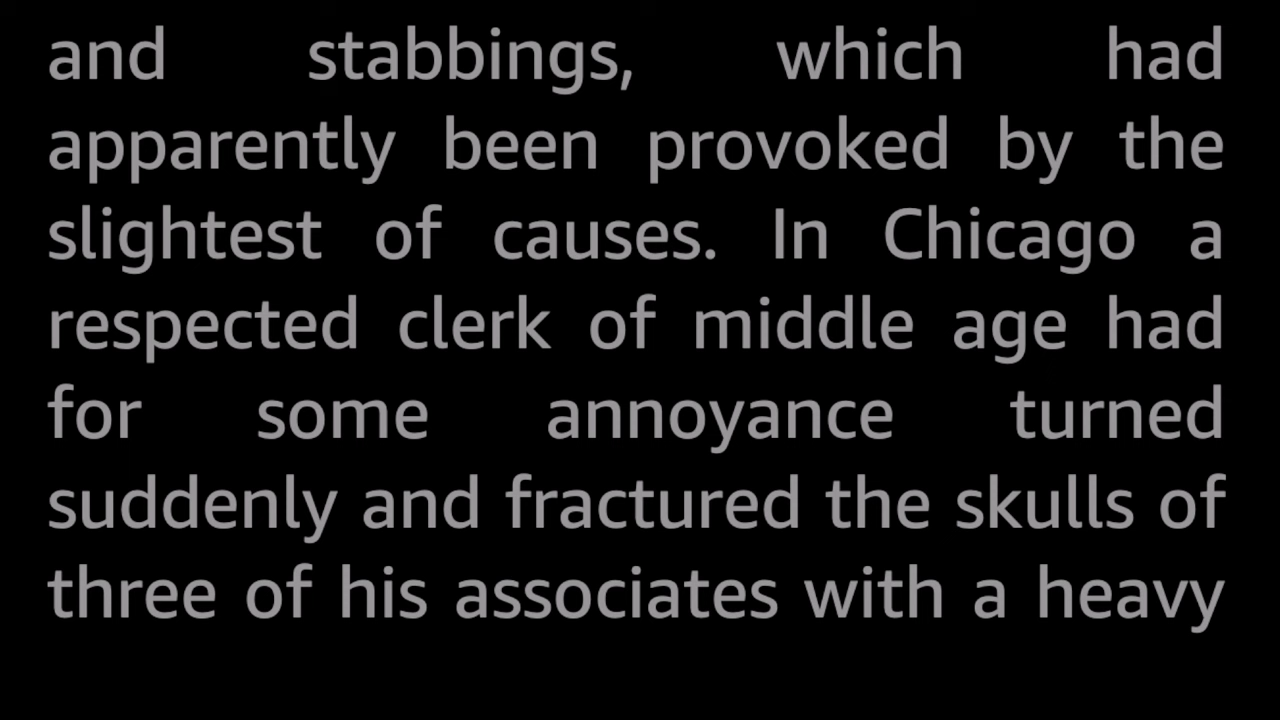 and stabbings, which had
apparently been provoked by the
slightest of causes. In Chicago a
respected clerk of middle age had
for some annoyance turned
suddenly and fractured the skulls of
three of his associates with a heavy